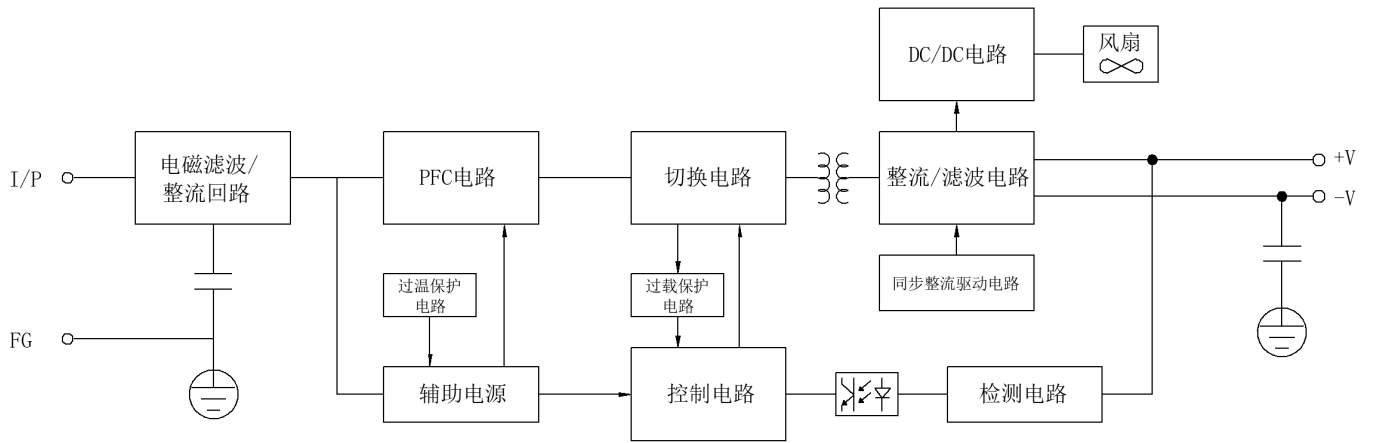 DC/DC电路
风扇
I/P
电磁滤波/
整流回路
PFC电路
切换电路
整流/滤波电路
+V
-V
过温保护
电路
过载保护
电路
同步整流驱动电路
FG
辅助电源
控制电路
检测电路